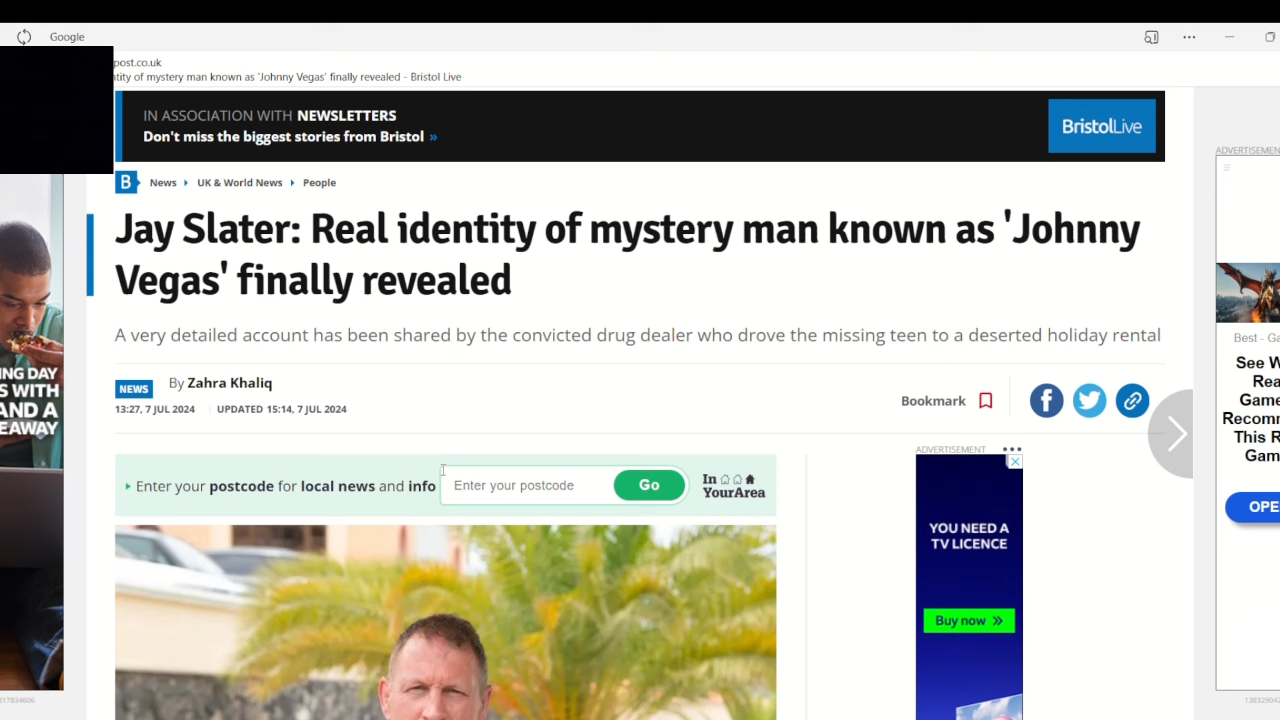 Google
post.co.uk
tity of mystery man known as 'Johnny Vegas' finally revealed - Bristol Live
IN ASSOCIATION WITH NEWSLETTERS
Don't miss the biggest stories from Bristol »
BristolLive
ADVERTISEMEN
B News UK & World News People
Jay Slater: Real identity of mystery man known as 'Johnny
Vegas' finally revealed
A very detailed account has been shared by the convicted drug dealer who drove the missing teen to a deserted holiday rental
NEWS By Zahra Khaliq
13:27, 7 JUL 2024 UPDATED 15:14, 7 JUL 2024
Bookmark
ING DAY
S WITH
AND A
EAWAY
Best - Ga
See W
Rea
Game
Recomm
This R
Gam
OPE
ADVERTISEMENT
Enter your postcode for local news and info
Enter your postcode
Go
In
YourArea
YOU NEED A
TV LICENCE
Buy now »
317834606
138329042